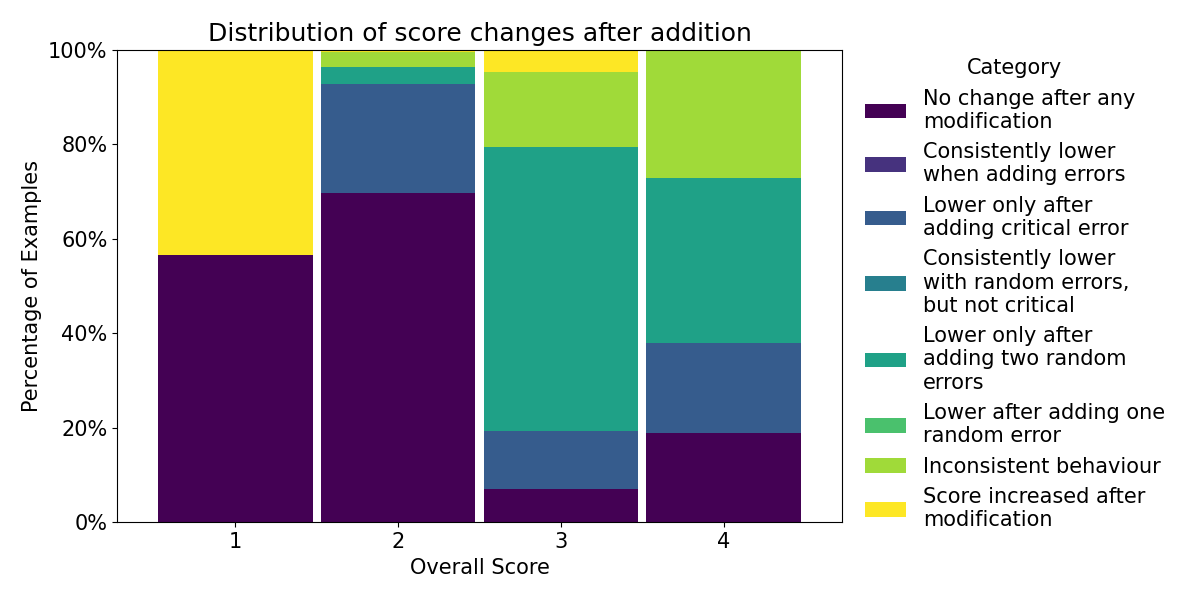 Distribution of score changes after addition
100%
80%
60%
40%
20%
0%
Percentage of Examples
1
2
3
4
Overall Score
Category
No change after any
modification
Consistently lower
when adding errors
Lower only after
adding critical error
Consistently lower
with random errors,
but not critical
Lower only after
adding two random
errors
Lower after adding one
random error
Inconsistent behaviour
Score increased after
modification